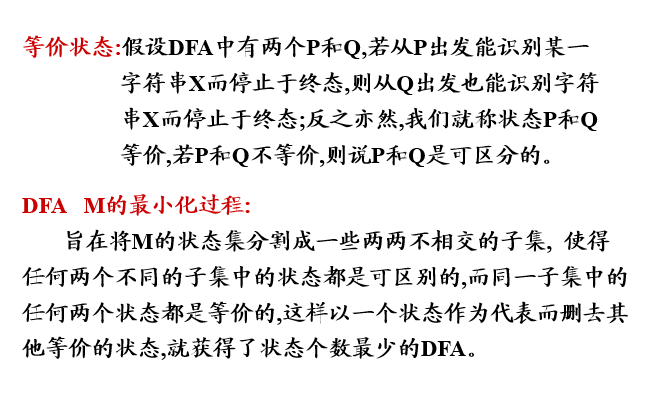 等价状态:假设DFA中有两个P和Q,若从P出发能识别某一
字符串X而停止于终态,则从Q出发也能识别字符
串X而停止于终态;反之亦然,我们就称状态P和Q
等价,若P和Q不等价,则说P和Q是可区分的。
DFA M的最小化过程:
旨在将M的状态集分割成一些两两不相交的子集, 使得
任何两个不同的子集中的状态都是可区别的,而同一子集中的
任何两个状态都是等价的,这样以一个状态作为代表而删去其
他等价的状态,就获得了状态个数最少的DFA。